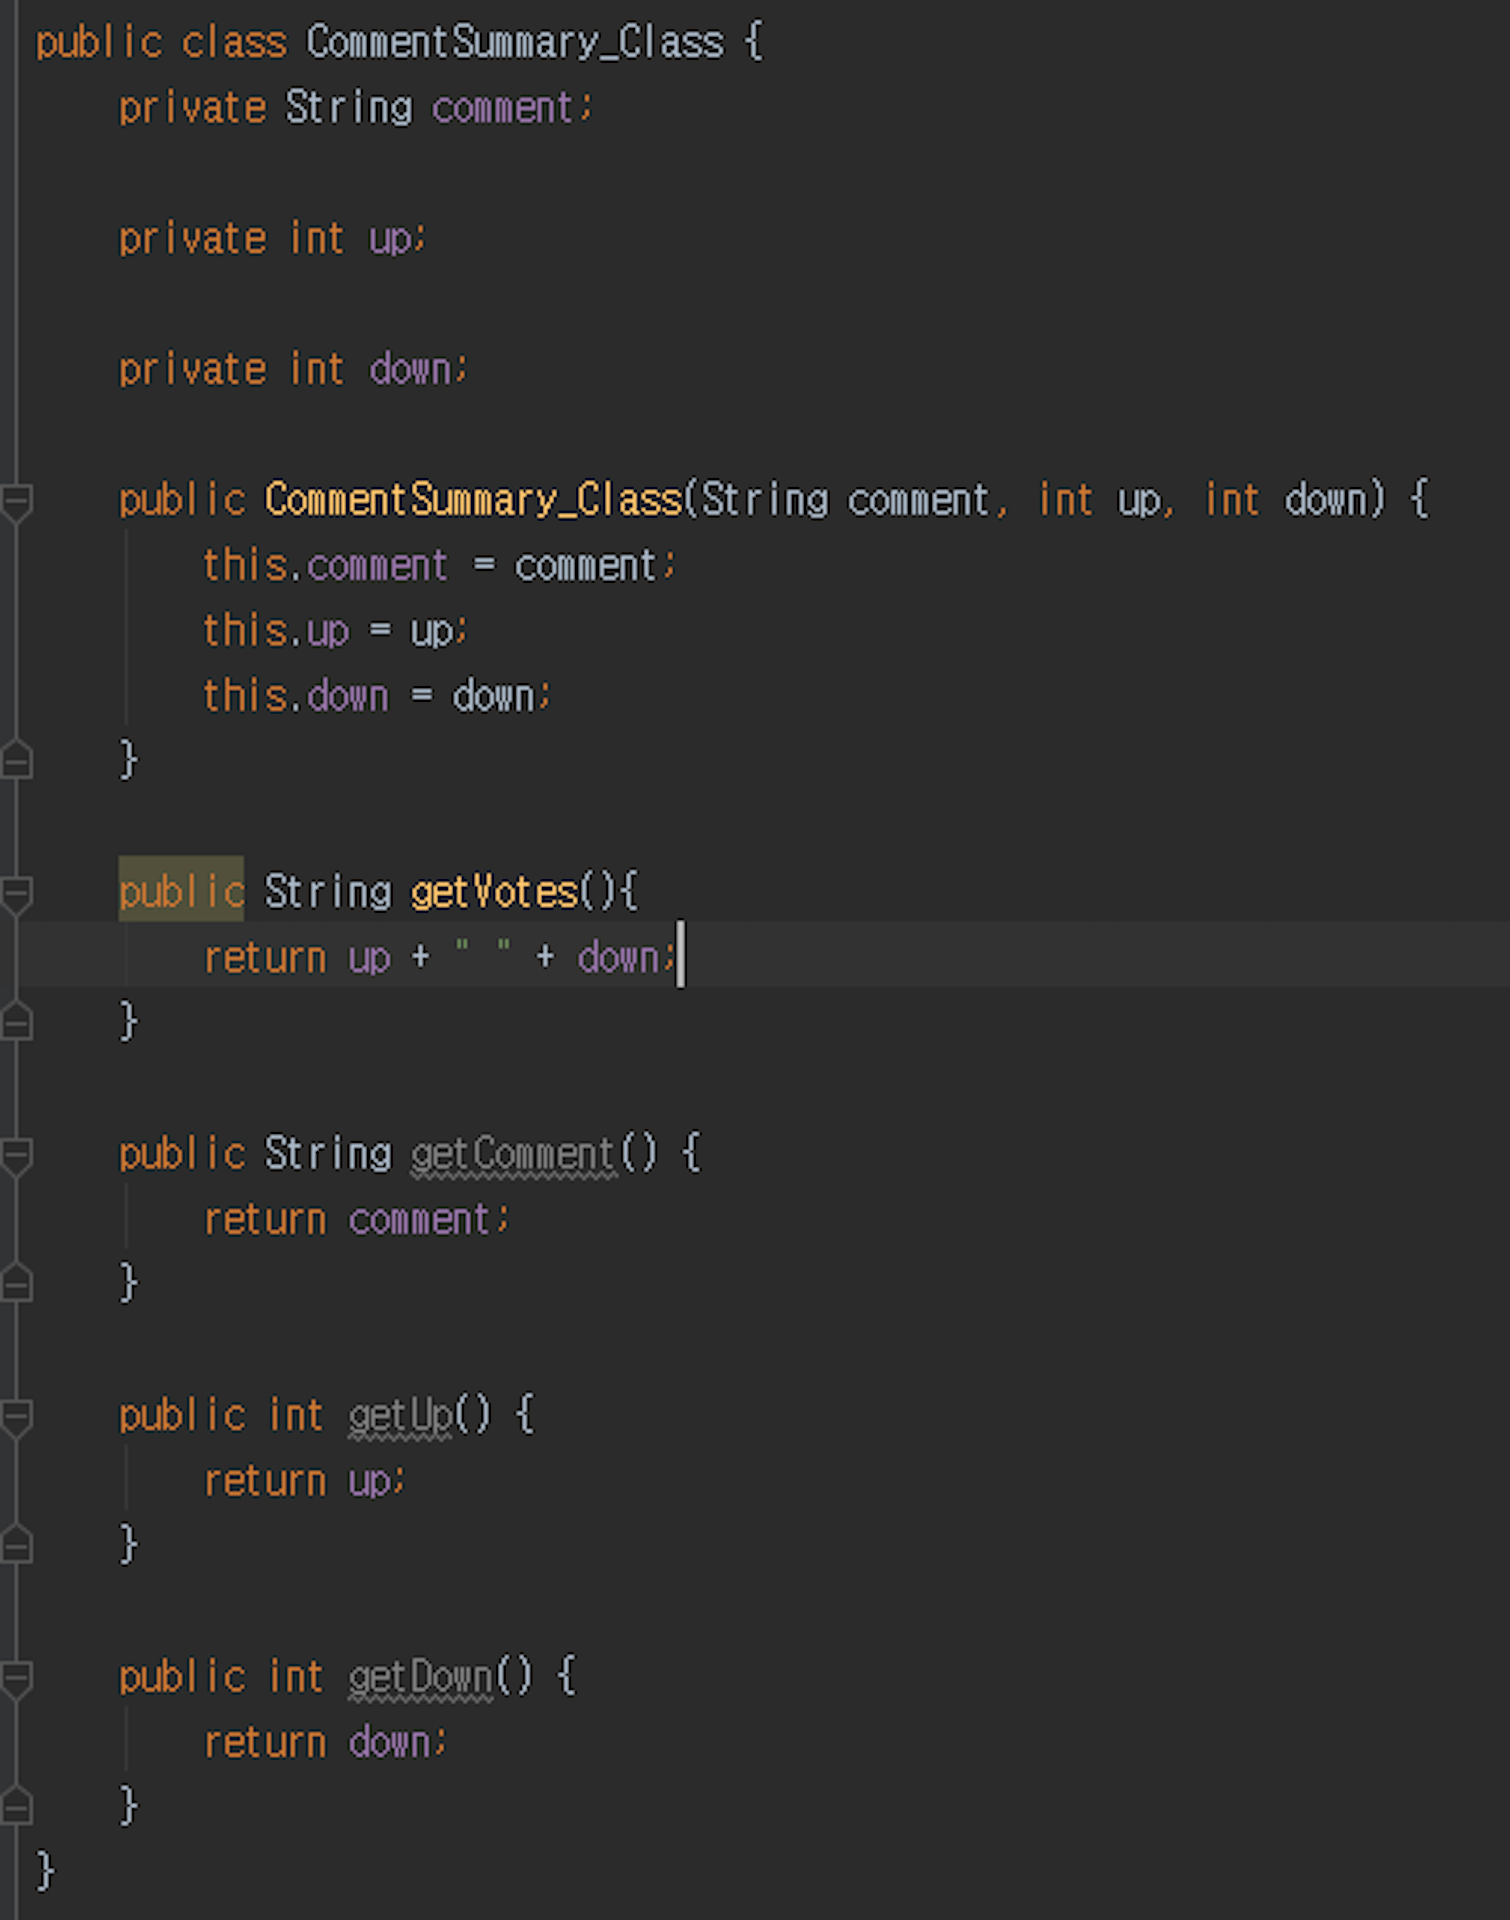 public class CommentSummary_Class {
    private String comment;

    private int up;

    private int down;

    public CommentSummary_Class(String comment, int up, int down) {
        this.comment = comment;
        this.up = up;
        this.down = down;
    }

    public String getVotes(){
        return up + " " + down;
    }

    public String getComment() {
        return comment;
    }

    public int getUp() {
        return up;
    }

    public int getDown() {
        return down;
    }
}